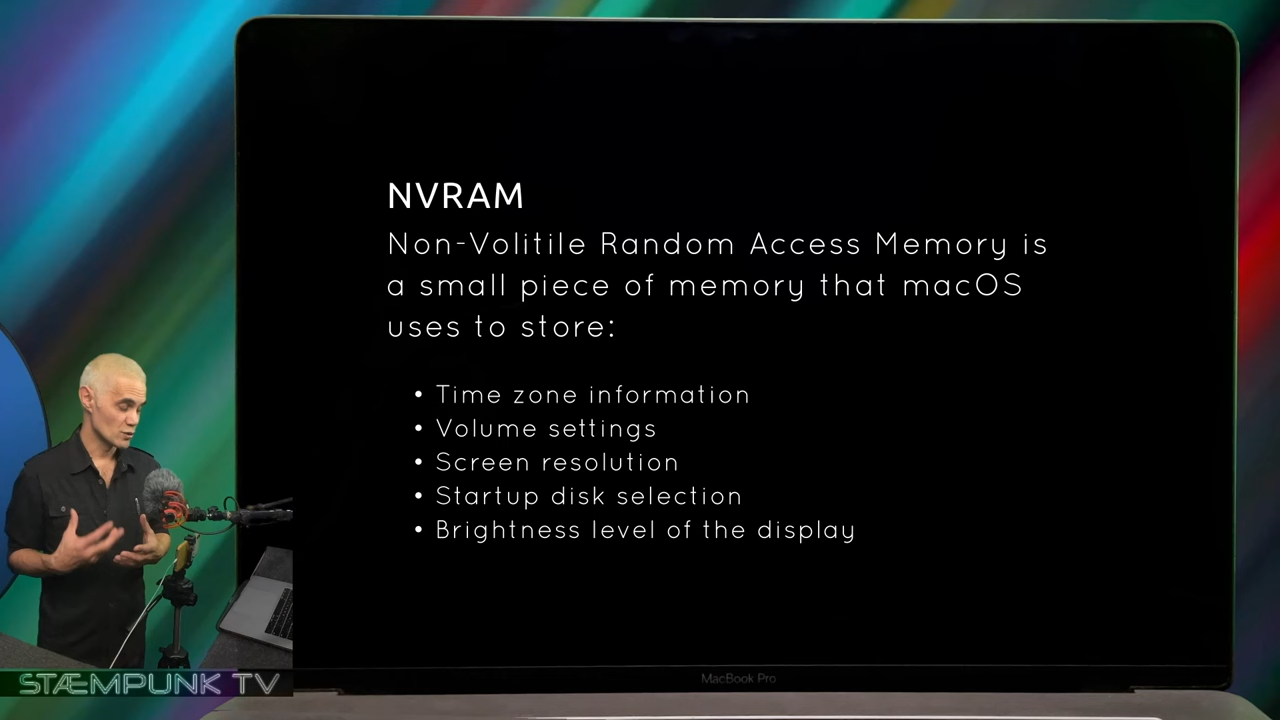 NVRAM
Non-Volitile Random Access Memory is
a small piece of memory that macOS
uses to store:
• Time zone information
• Volume settings
• Screen resolution
• Startup disk selection
• Brightness level of the display
STÆMPUNK TV
MacBook Pro